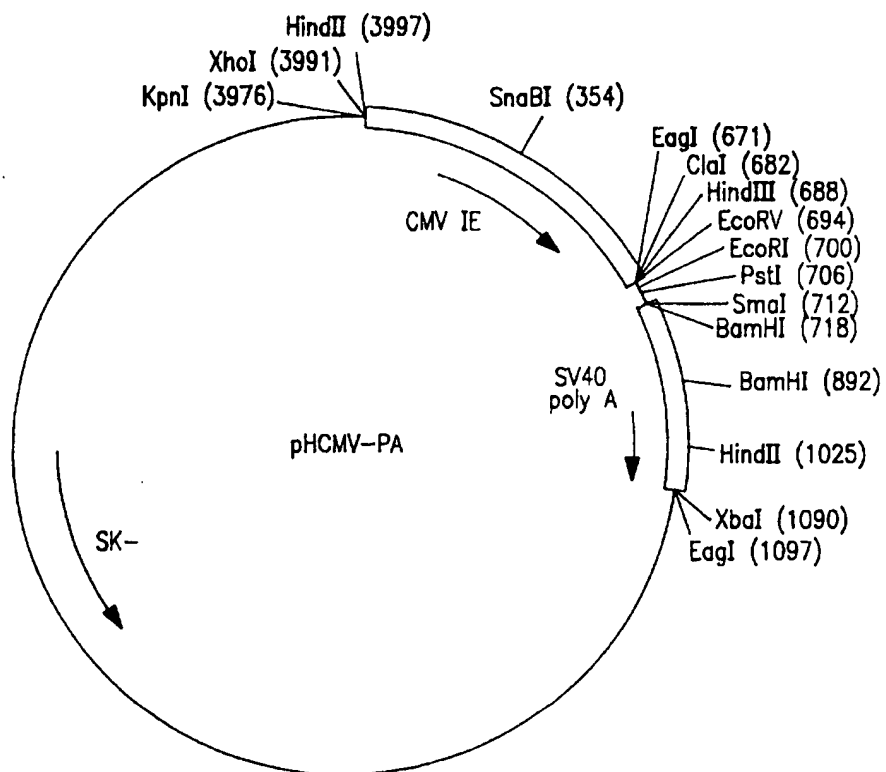 HindII (3997)
XhoI (3991)
KpnI (3976)
SnaBI (354)
EagI (671)
ClaI (682)
HindIII (688)
EcoRV (694)
EcoRI (700)
PstI (706)
SmaI (712)
BamHI (718)
CMV IE
SV40
poly A
BamHI (892)
pHCMV-PA
HindII (1025)
SK-
XbaI (1090)
EagI (1097)